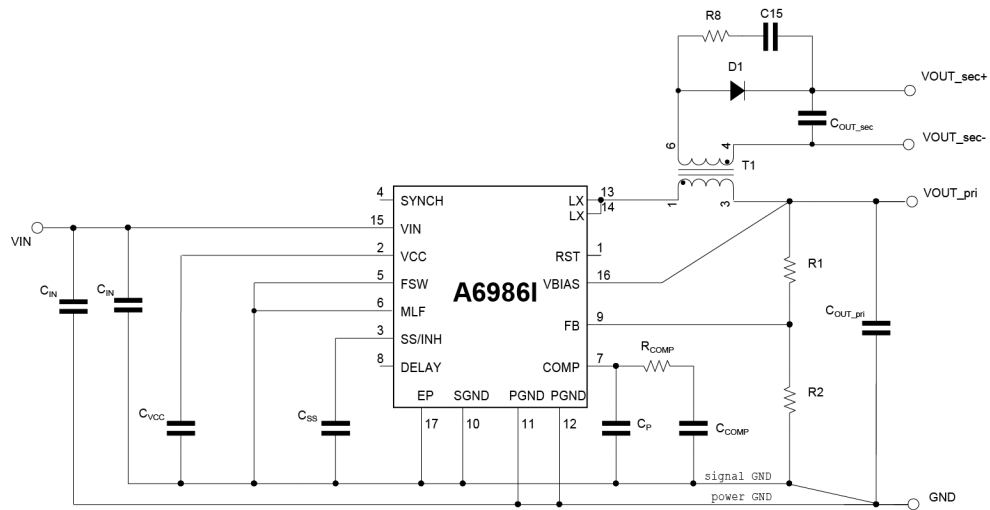 R8 C15
D1
VOUT_sec+
COUT_sec
VOUT_sec-
6 4
T1
1 3
4 SYNCH LX 13
LX 14
VOUT_pri
15 VIN
VIN
2 VCC RST 1
5 FSW VBIAS 16
R1
CIN CIN
A6986I
6 MLF
FB 9
COUT_pri
3 SS/INH
8 DELAY COMP 7
RCOMP
R2
EP SGND PGND PGND
17 10 11 12
CVCC CSS CP CCOMP
signal GND
power GND
GND